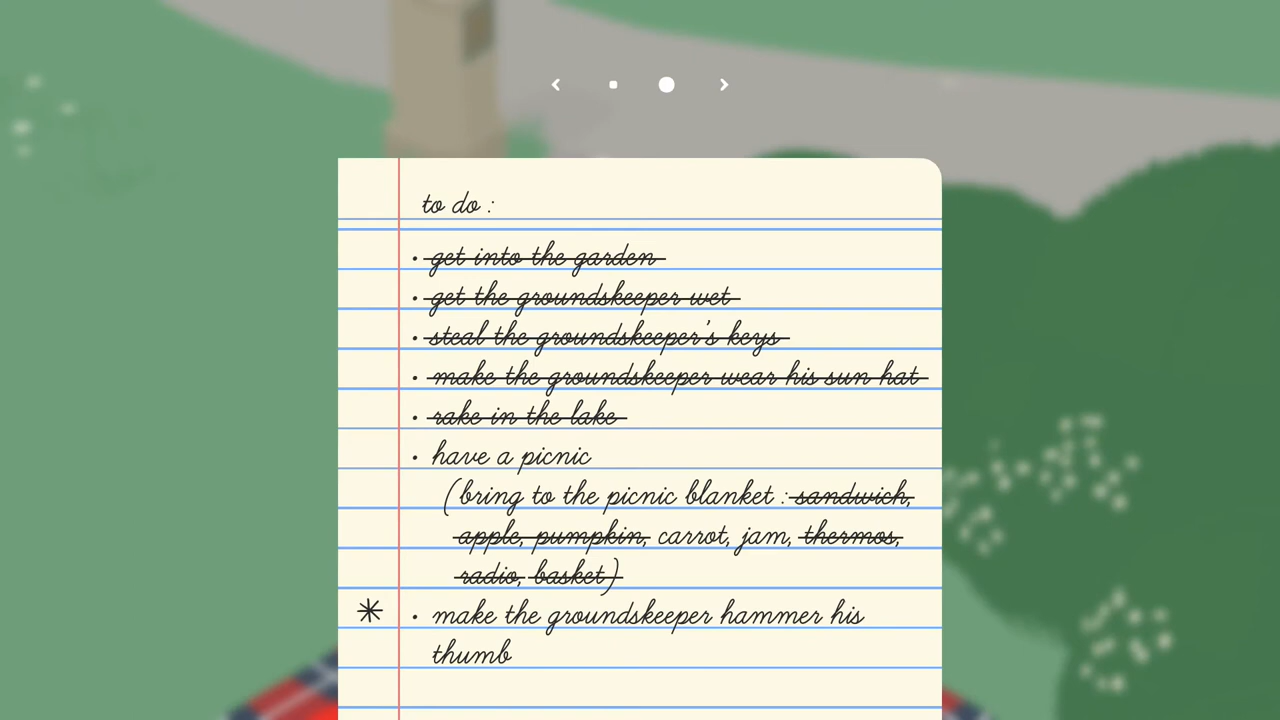 to do :
• get into the garden
• get the groundskeeper wet
• steal the groundskeeper's keys
• make the groundskeeper wear his sun hat
• rake in the lake
• have a picnic
(bring to the picnic blanket : sandwich,
apple, pumpkin, carrot, jam, thermos,
radio, basket)
• make the groundskeeper hammer his
thumb